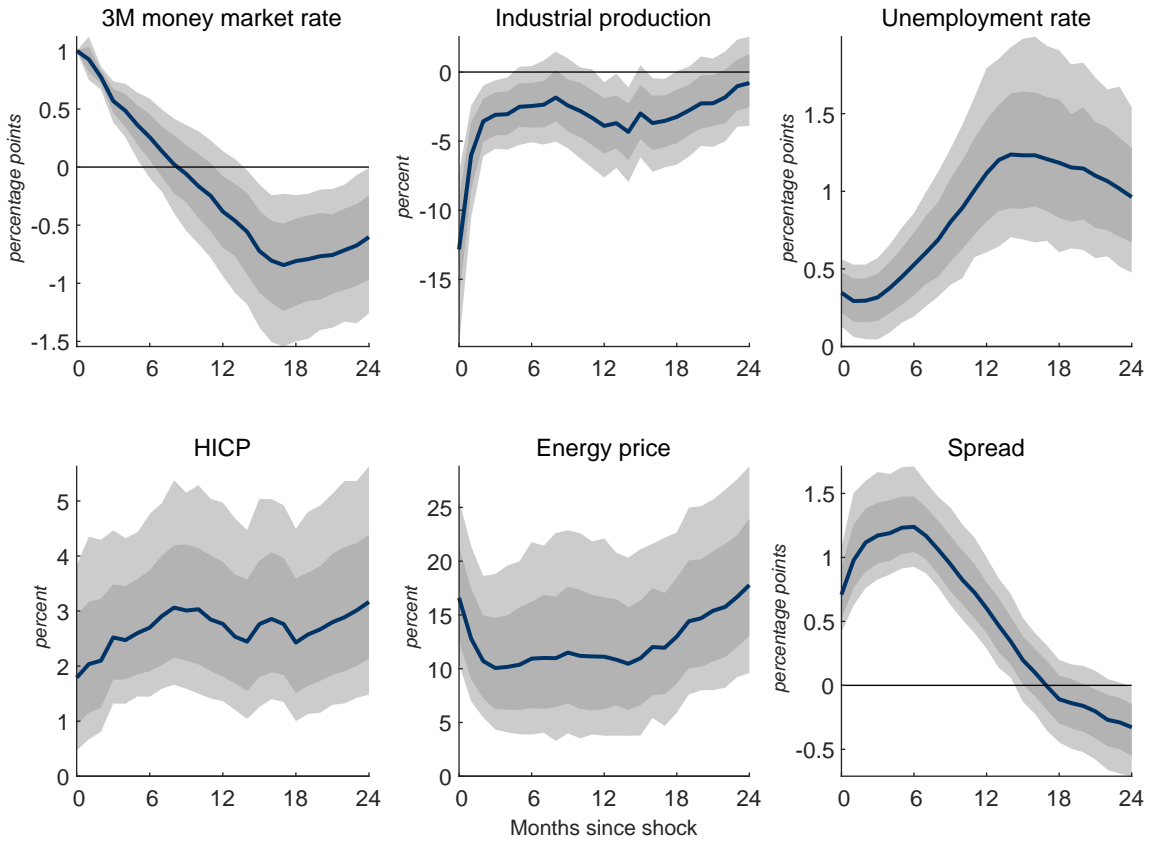 3M money market rate
Industrial production
Unemployment rate
percentage points
1
0.5
0
-0.5
-1
-1.5
0 6 12 18 24
percent
0
-5
-10
-15
0 6 12 18 24
percentage points
1.5
1
0.5
0
0 6 12 18 24
HICP
Energy price
Spread
percent
5
4
3
2
1
0
0 6 12 18 24
percent
25
20
15
10
5
0
0 6 12 18 24
Months since shock
percentage points
1.5
1
0.5
0
-0.5
0 6 12 18 24